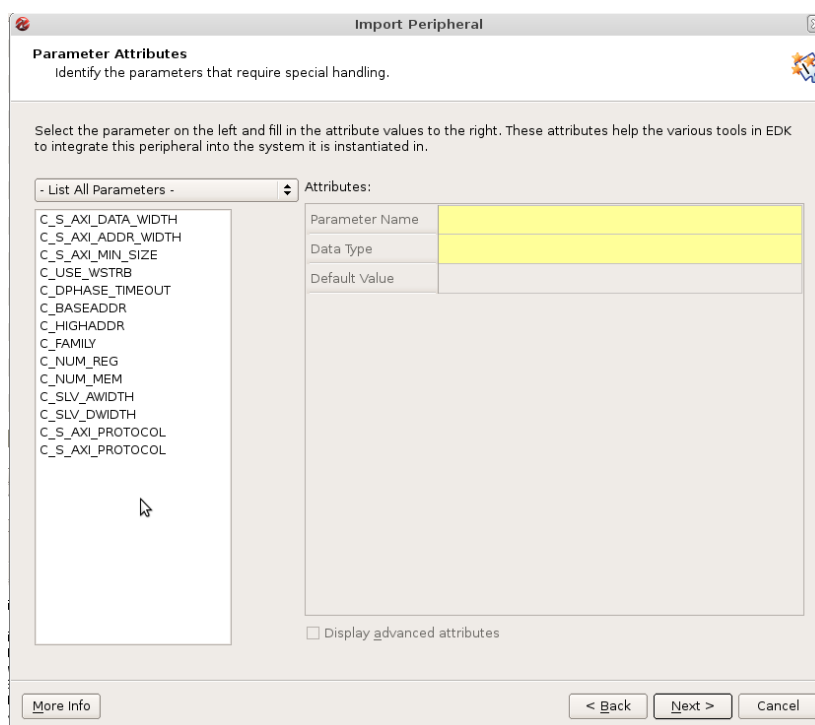 Import Peripheral
Parameter Attributes
Identify the parameters that require special handling.
Select the parameter on the left and fill in the attribute values to the right. These attributes help the various tools in EDK
to integrate this peripheral into the system it is instantiated in.
- List All Parameters -
C_S_AXI_DATA_WIDTH
C_S_AXI_ADDR_WIDTH
C_S_AXI_MIN_SIZE
C_USE_WSTRB
C_DPHASE_TIMEOUT
C_BASEADDR
C_HIGHADDR
C_FAMILY
C_NUM_REG
C_NUM_MEM
C_SLV_AWIDTH
C_SLV_DWIDTH
C_S_AXI_PROTOCOL
C_S_AXI_PROTOCOL
Attributes:
Parameter Name
Data Type
Default Value
Display advanced attributes
More Info
< Back
Next >
Cancel